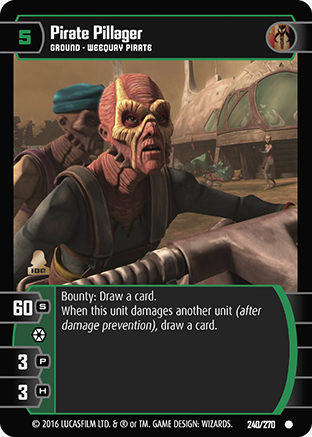 5
Pirate Pillager
GROUND - WEEQUAY PIRATE
IDC
60 S
3 P
3 H
Bounty: Draw a card.
When this unit damages another unit (after
damage prevention), draw a card.
© 2016 LUCASFILM LTD. & ® or TM. GAME DESIGN: WIZARDS.
240/270